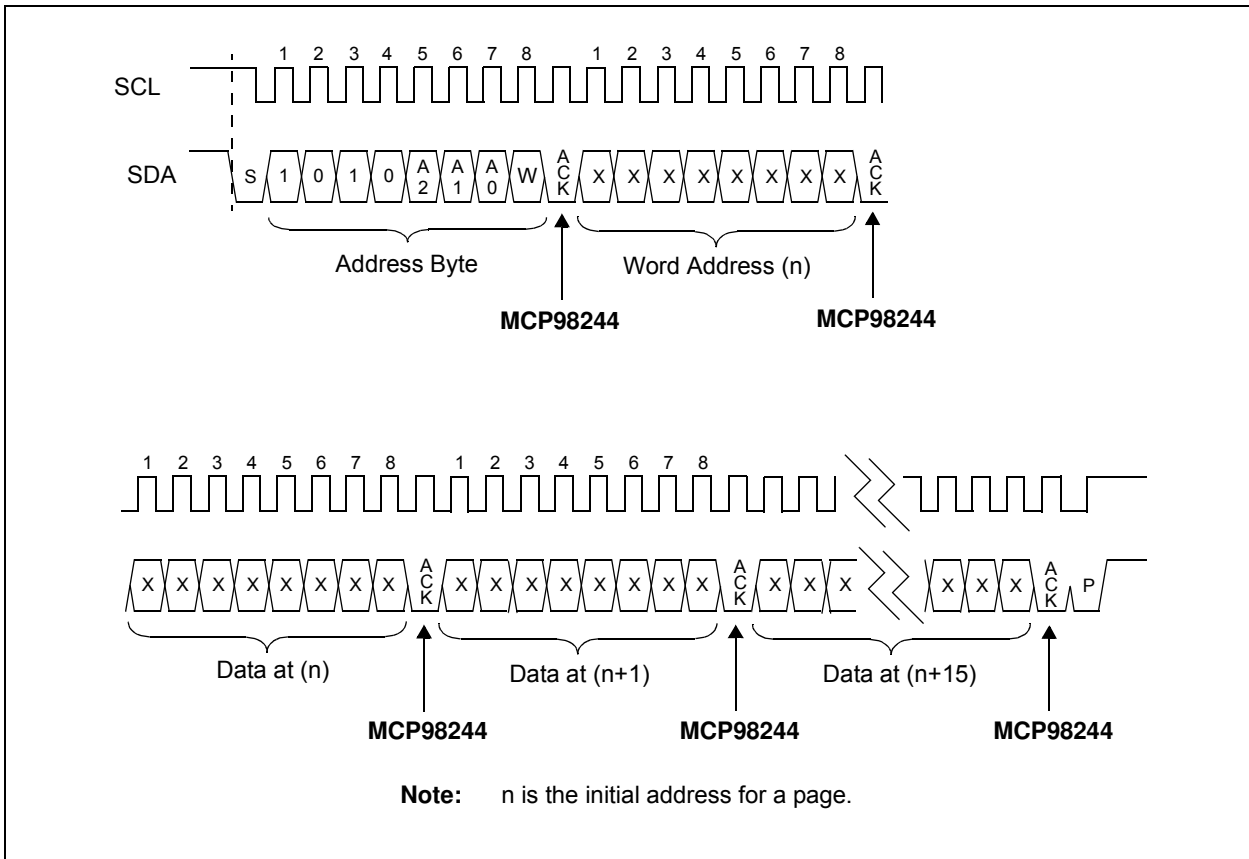 1 2 3 4 5 6 7 8 1 2 3 4 5 6 7 8
SCL
SDA S 1 0 1 0 A2 A1 A0 W ACK X X X X X X X X ACK
Address Byte Word Address (n)
MCP98244 MCP98244
1 2 3 4 5 6 7 8 1 2 3 4 5 6 7 8
X X X X X X X X ACK X X X X X X X X ACK X X X X X X ACK P
Data at (n) Data at (n+1) Data at (n+15)
MCP98244 MCP98244 MCP98244
Note: n is the initial address for a page.